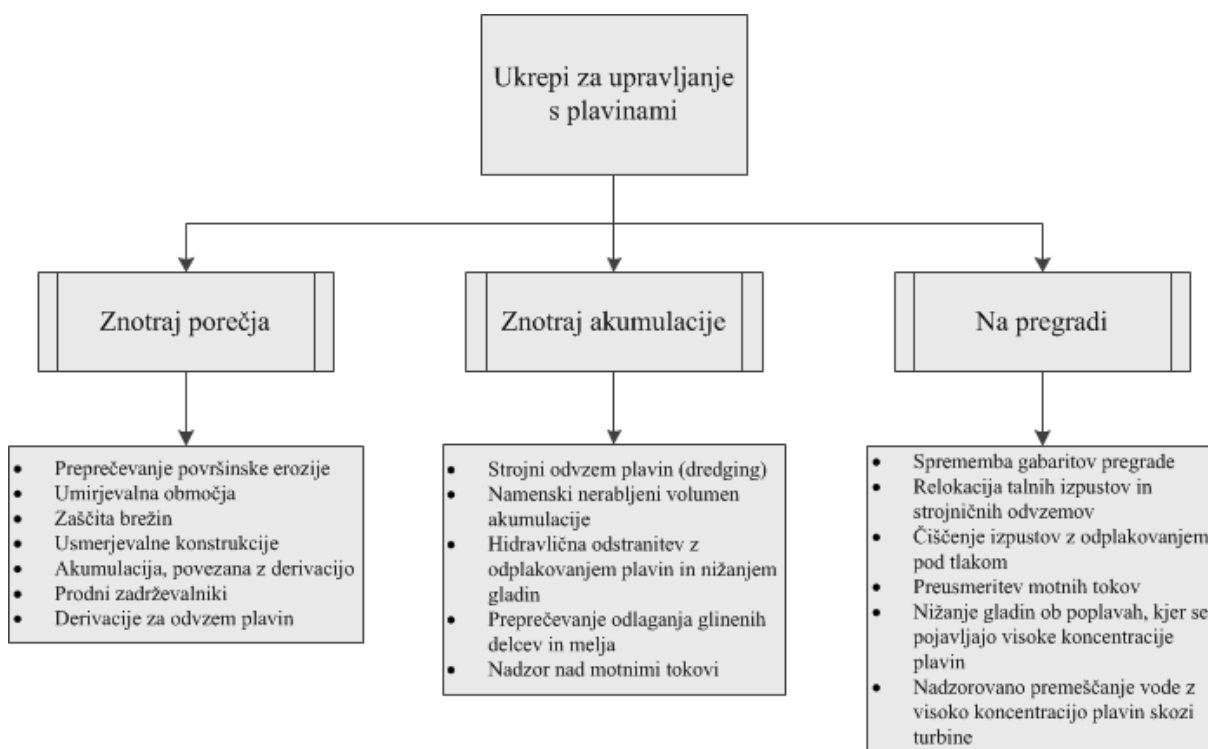 Ukrepi za upravljanje
s plavinami
Znotraj porečja
Znotraj akumulacije
Na pregradi
• Preprečevanje površinske erozije
• Umirjevalna območja
• Zaščita brežin
• Usmerjevalne konstrukcije
• Akumulacija, povezana z derivacijo
• Prodni zadrževalniki
• Derivacije za odvzem plavin
• Strojni odvzem plavin (dredging)
• Namenski nerabljeni volumen
akumulacije
• Hidravlična odstranitev z
odplakovanjem plavin in nižanjem
gladin
• Preprečevanje odlaganja glinenih
delcev in melja
• Nadzor nad motnimi tokovi
• Sprememba gabaritov pregrade
• Relokacija talnih izpustov in
strojničnih odvzemov
• Čiščenje izpustov z odplakovanjem
pod tlakom
• Preusmeritev motnih tokov
• Nižanje gladin ob poplavah, kjer se
pojavljajo visoke koncentracije
plavin
• Nadzorovano premeščanje vode z
visoko koncentracijo plavin skozi
turbine